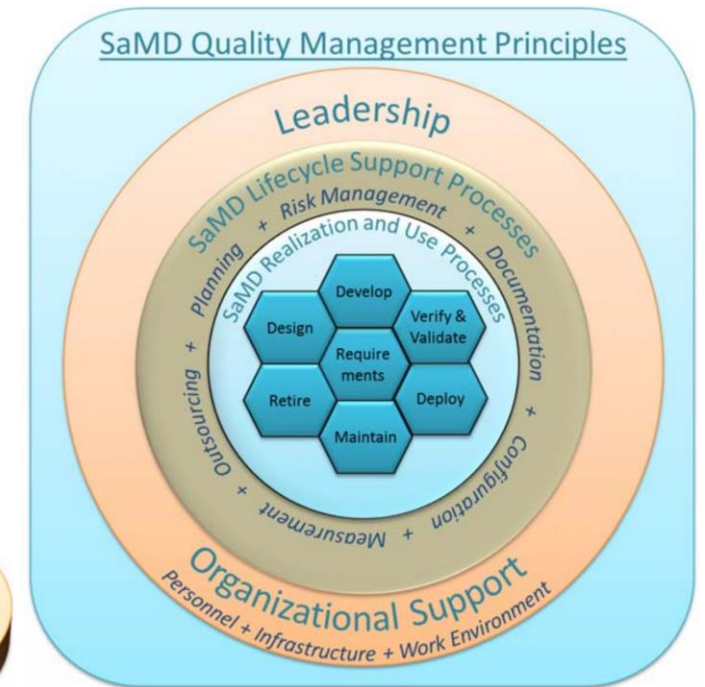 SaMD Quality Management Principles
Leadership
SaMD Lifecycle Support Processes
Outsourcing + Planning + Risk Management + Documentation + Configuration + Measurement +
SaMD Realization and Use Processes
Develop
Design
Verify &
Validate
Require
ments
Retire
Deploy
Maintain
Organizational Support
Personnel + Infrastructure + Work Environment